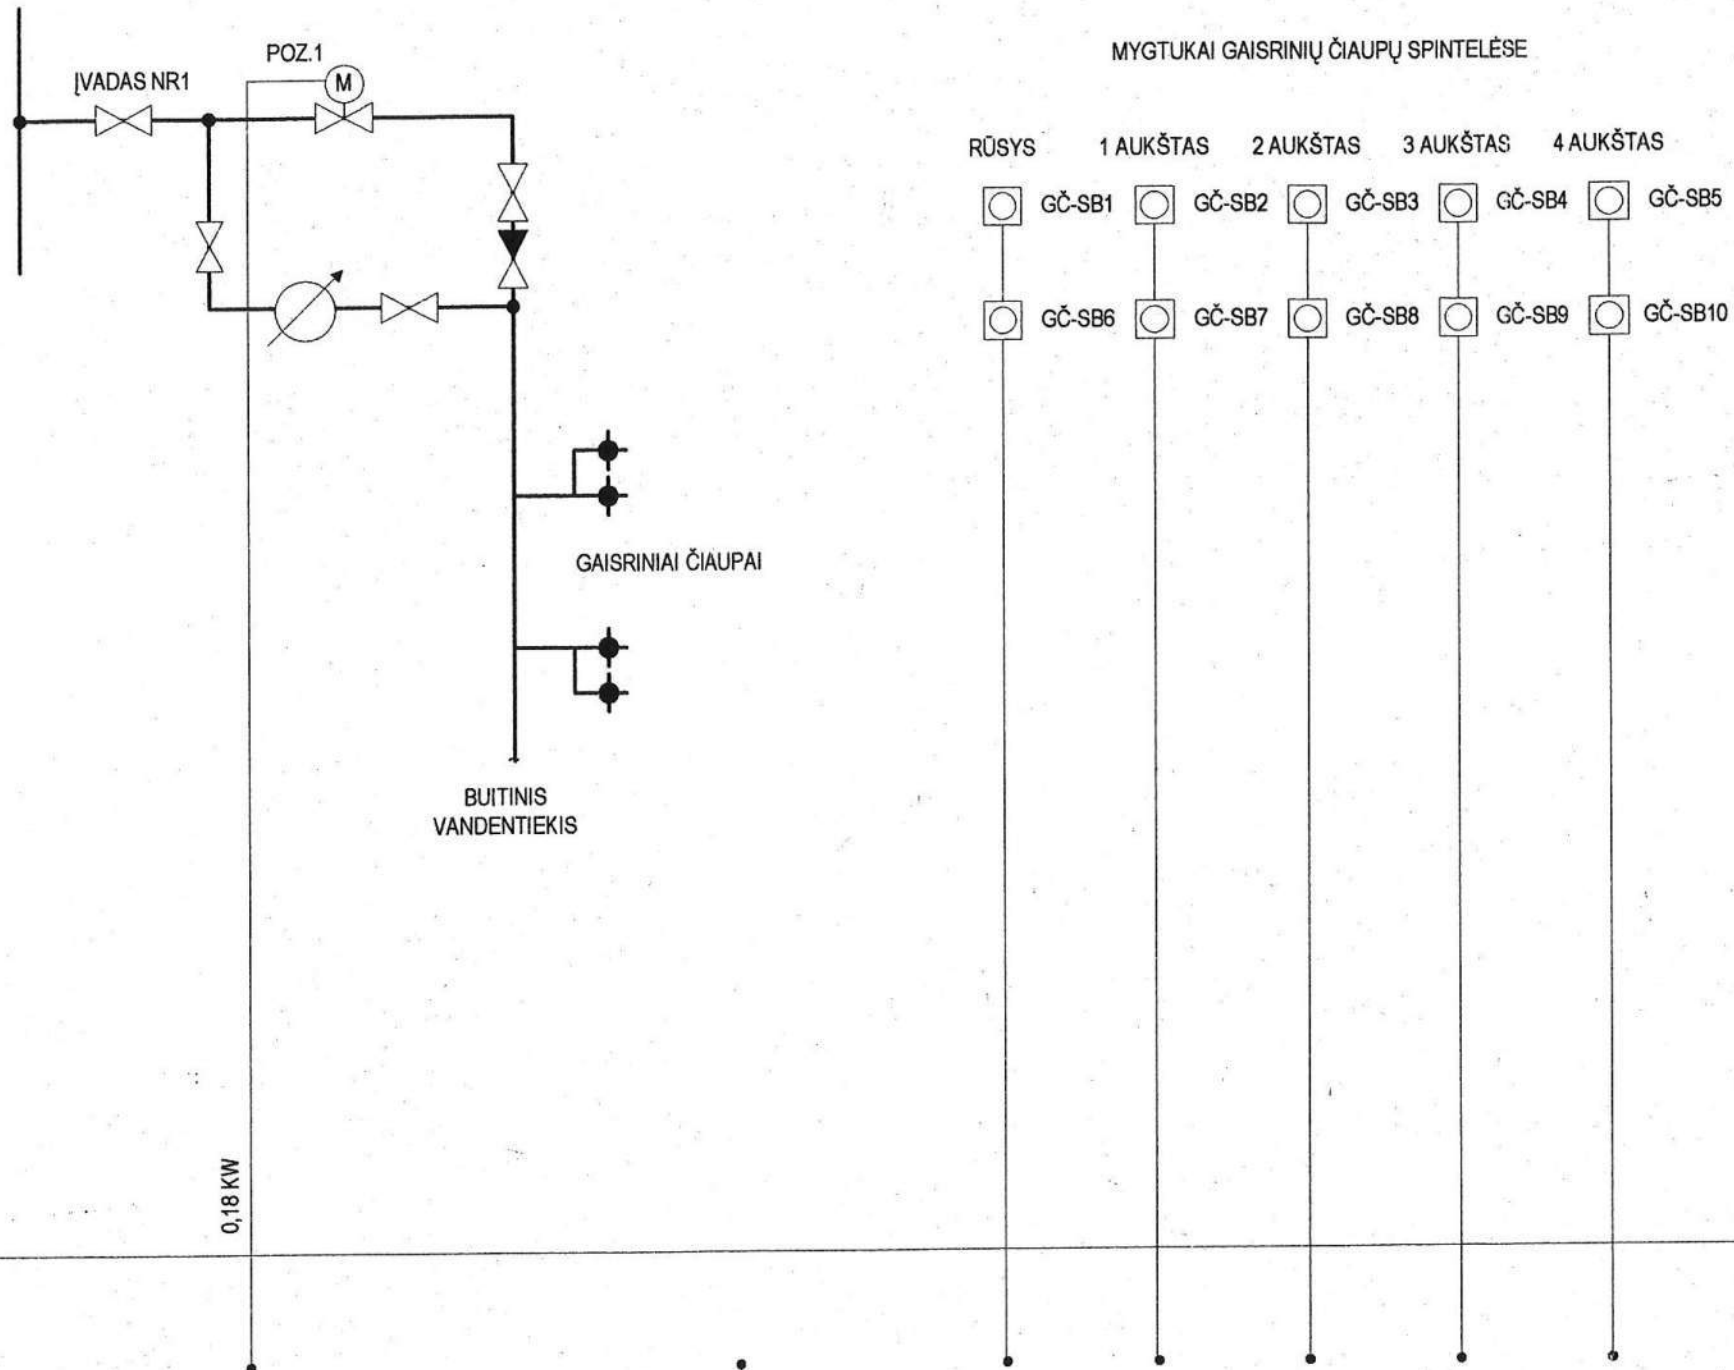 POZ.1
ĮVADAS NR1
M
MYGTUKAI GAISRINIŲ ČIAUPŲ SPINTELĖSE
RŪSYS 1 AUKŠTAS 2 AUKŠTAS 3 AUKŠTAS 4 AUKŠTAS
GČ-SB1 GČ-SB2 GČ-SB3 GČ-SB4 GČ-SB5
GČ-SB6 GČ-SB7 GČ-SB8 GČ-SB9 GČ-SB10
GAISRINIAI ČIAUPAI
BUITINIS
VANDENTIEKIS
0,18 KW